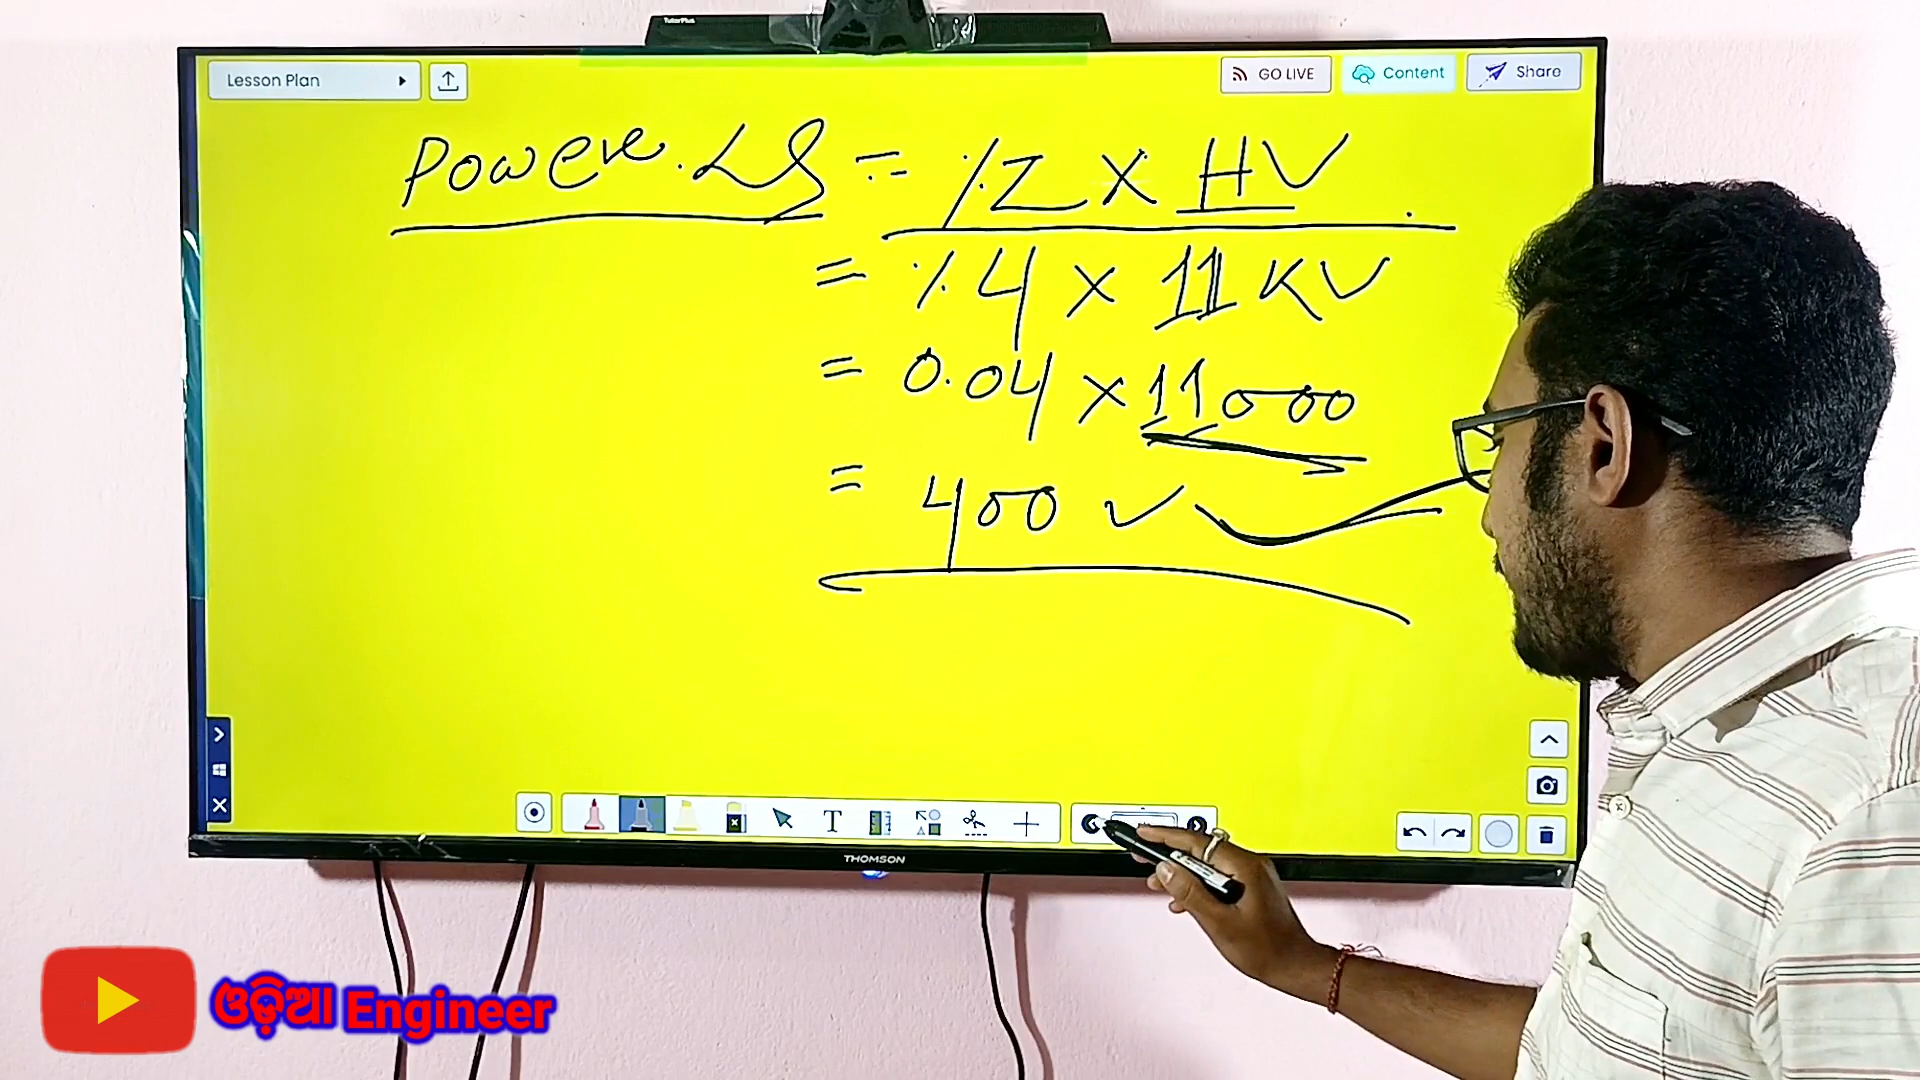 TutorPlus
Lesson Plan
GO LIVE
Content
Share
Power. LS = %Z X HV
= %4 X 11 KV
= 0.04 X 11000
= 400 V
T
THOMSON
ଓଡ଼ିଆ Engineer